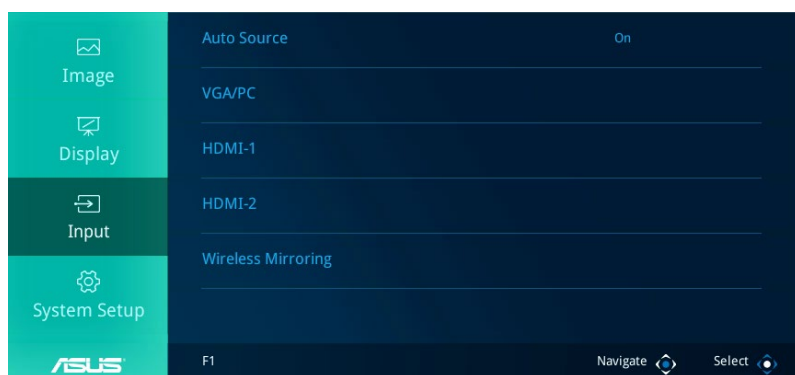 Image
Display
Input
System Setup
ASUS
Auto Source On
VGA/PC
HDMI-1
HDMI-2
Wireless Mirroring
F1 Navigate Select